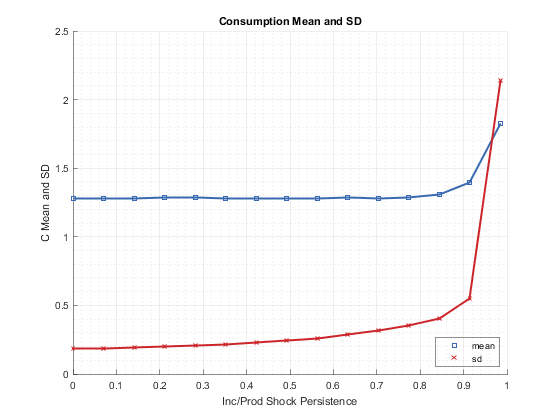 Consumption Mean and SD
2.5
2
1.5
1
0.5
0
C Mean and SD
0 0.1 0.2 0.3 0.4 0.5 0.6 0.7 0.8 0.9 1
Inc/Prod Shock Persistence
mean
sd